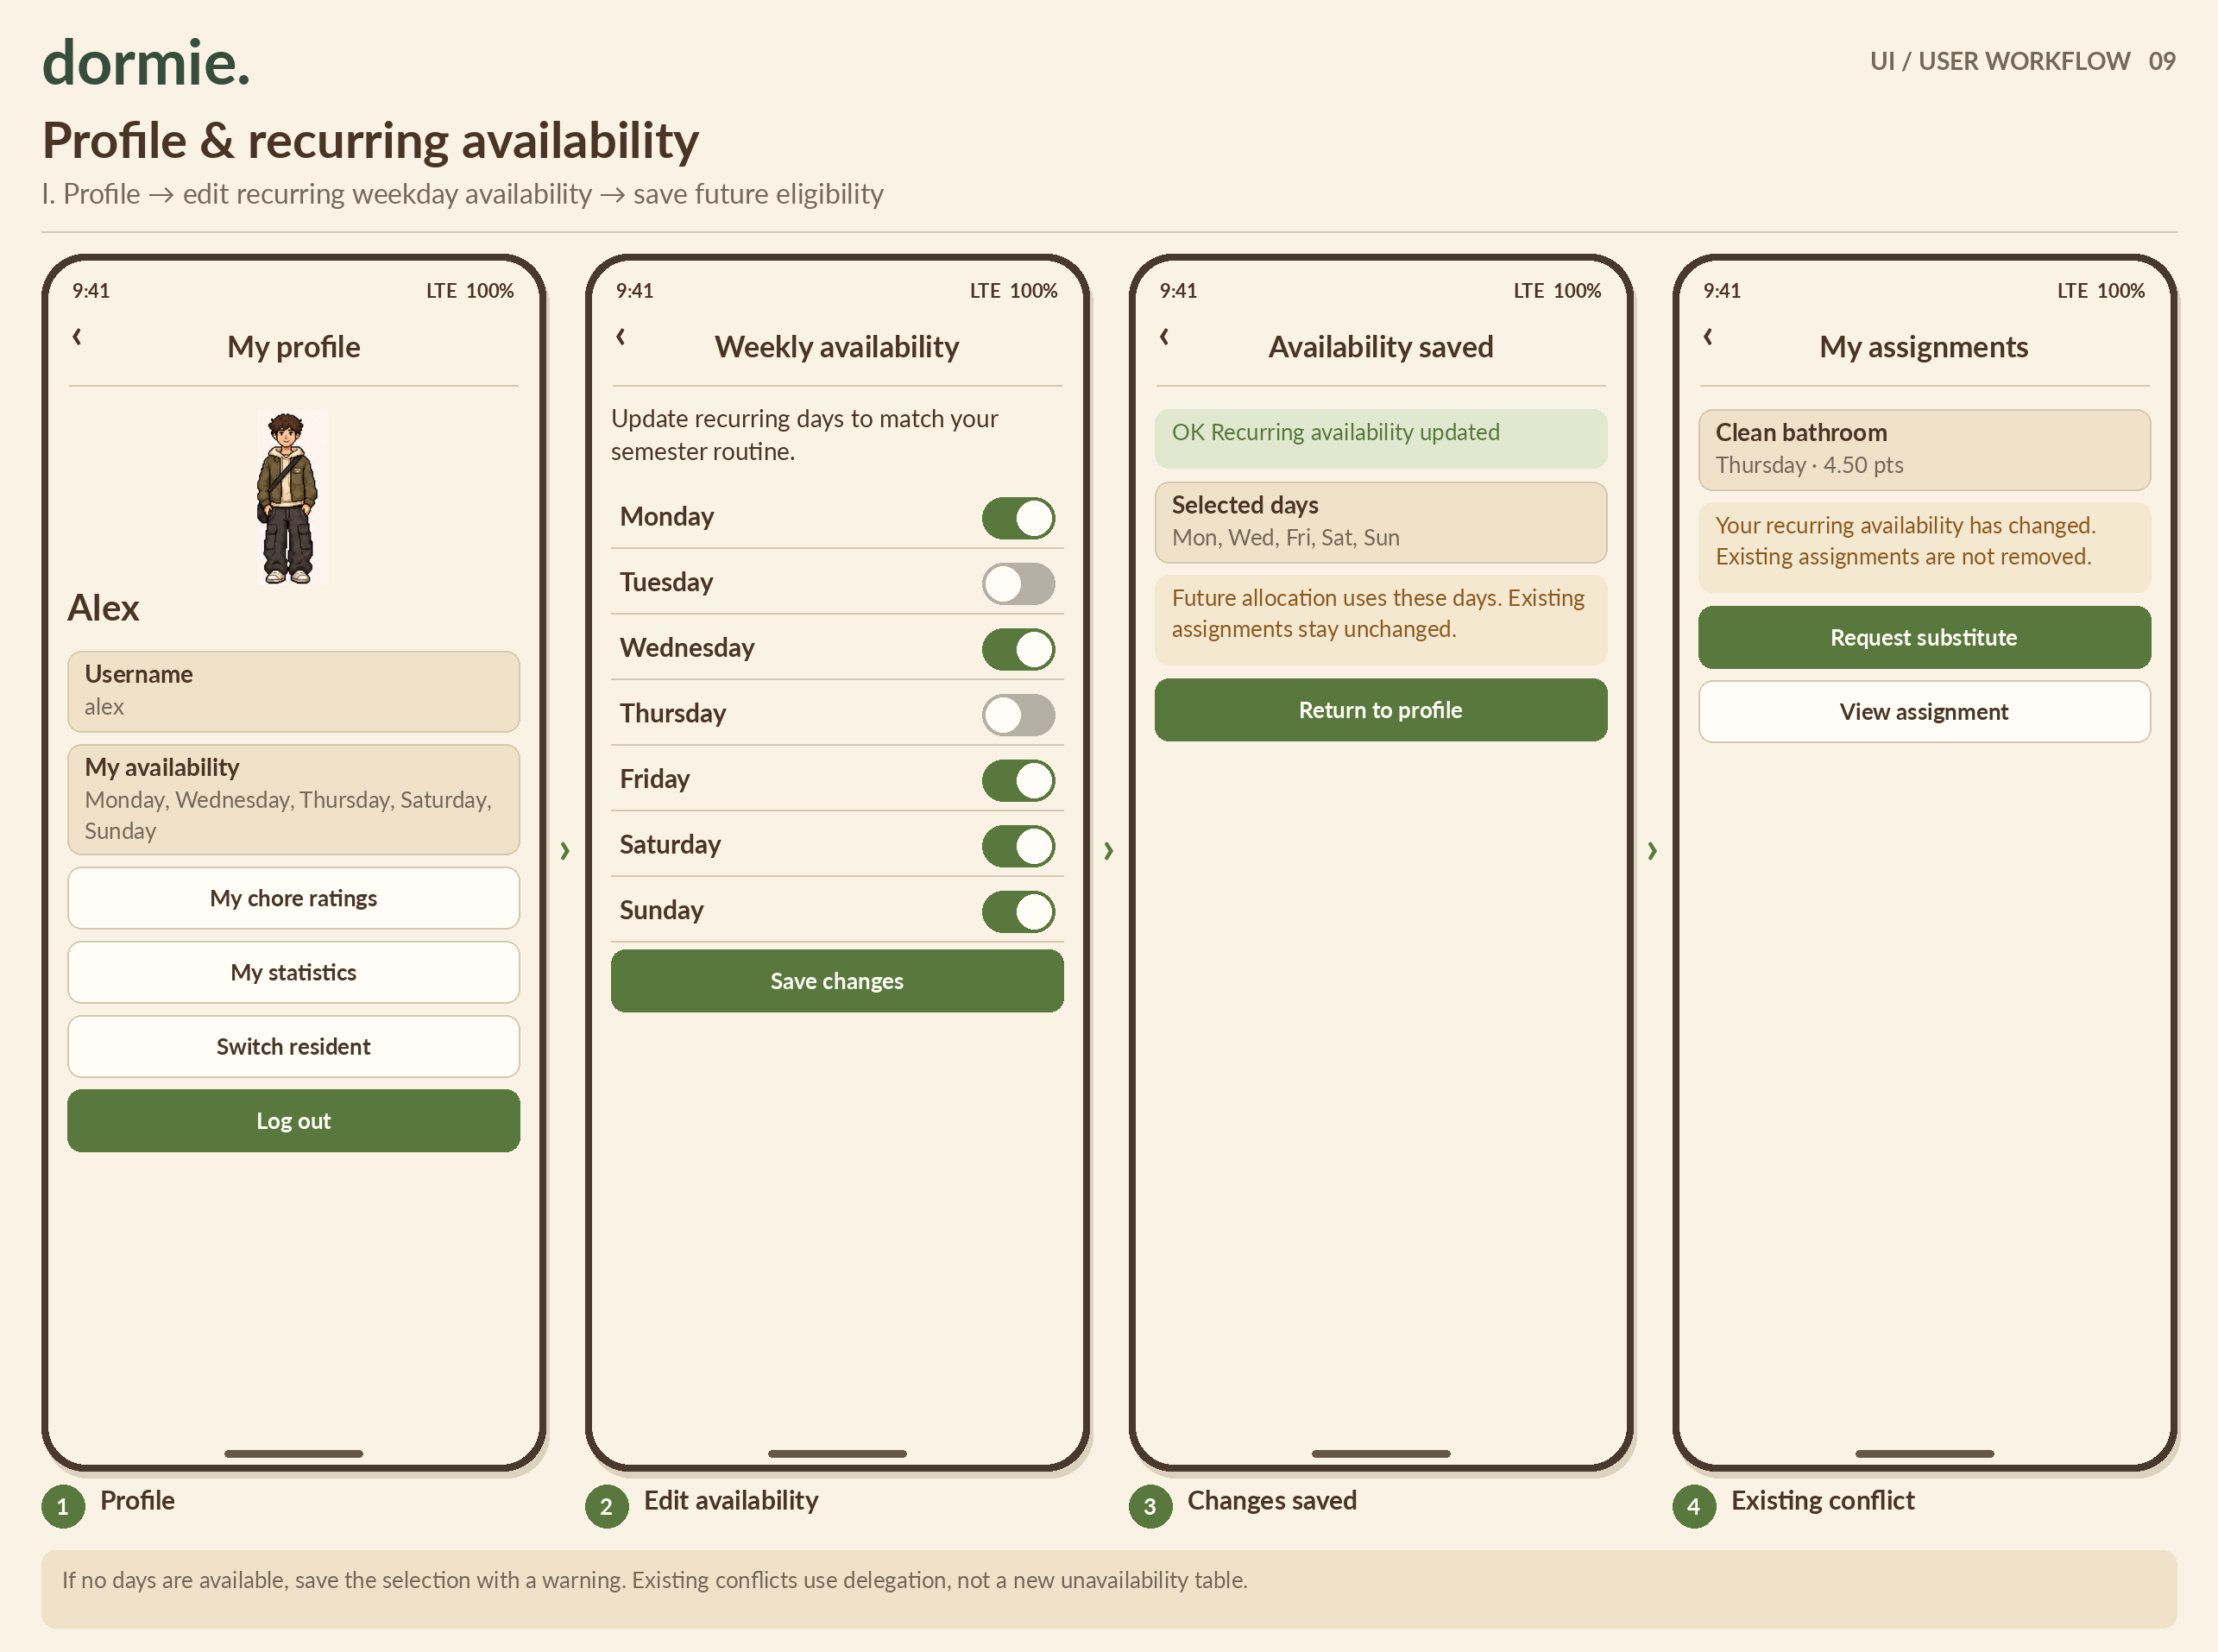 dormie.
UI / USER WORKFLOW 09
Profile & recurring availability
I. Profile → edit recurring weekday availability → save future eligibility
9:41
LTE 100%
‹
My profile
Alex
Username
alex
My availability
Monday, Wednesday, Thursday, Saturday,
Sunday
My chore ratings
My statistics
Switch resident
Log out
›
9:41
LTE 100%
‹
Weekly availability
Update recurring days to match your
semester routine.
Monday
Tuesday
Wednesday
Thursday
Friday
Saturday
Sunday
Save changes
›
9:41
LTE 100%
‹
Availability saved
OK Recurring availability updated
Selected days
Mon, Wed, Fri, Sat, Sun
Future allocation uses these days. Existing
assignments stay unchanged.
Return to profile
›
9:41
LTE 100%
‹
My assignments
Clean bathroom
Thursday · 4.50 pts
Your recurring availability has changed.
Existing assignments are not removed.
Request substitute
View assignment
1 Profile
2 Edit availability
3 Changes saved
4 Existing conflict
If no days are available, save the selection with a warning. Existing conflicts use delegation, not a new unavailability table.